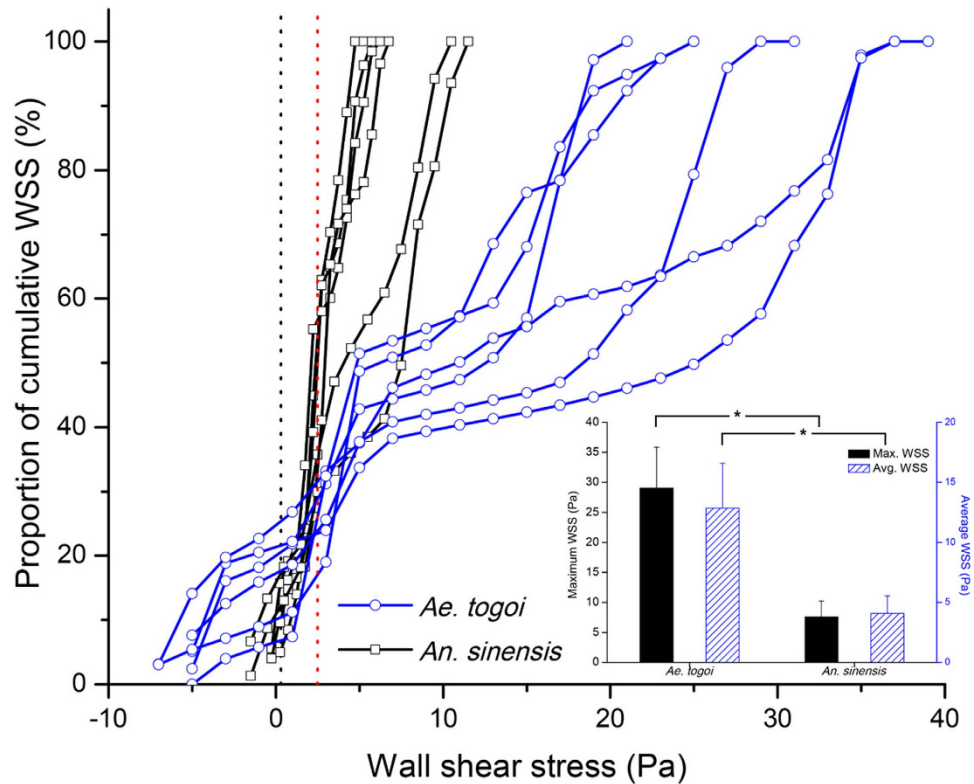 Proportion of cumulative WSS (%)
100
80
60
40
20
0
-10
0
10
20
30
40
Wall shear stress (Pa)
Ae. togoi
An. sinensis
*
*
Max. WSS
Avg. WSS
Maximum WSS (Pa)
40
35
30
25
20
15
10
5
0
Average WSS (Pa)
20
15
10
5
0
Ae. togoi
An. sinensis